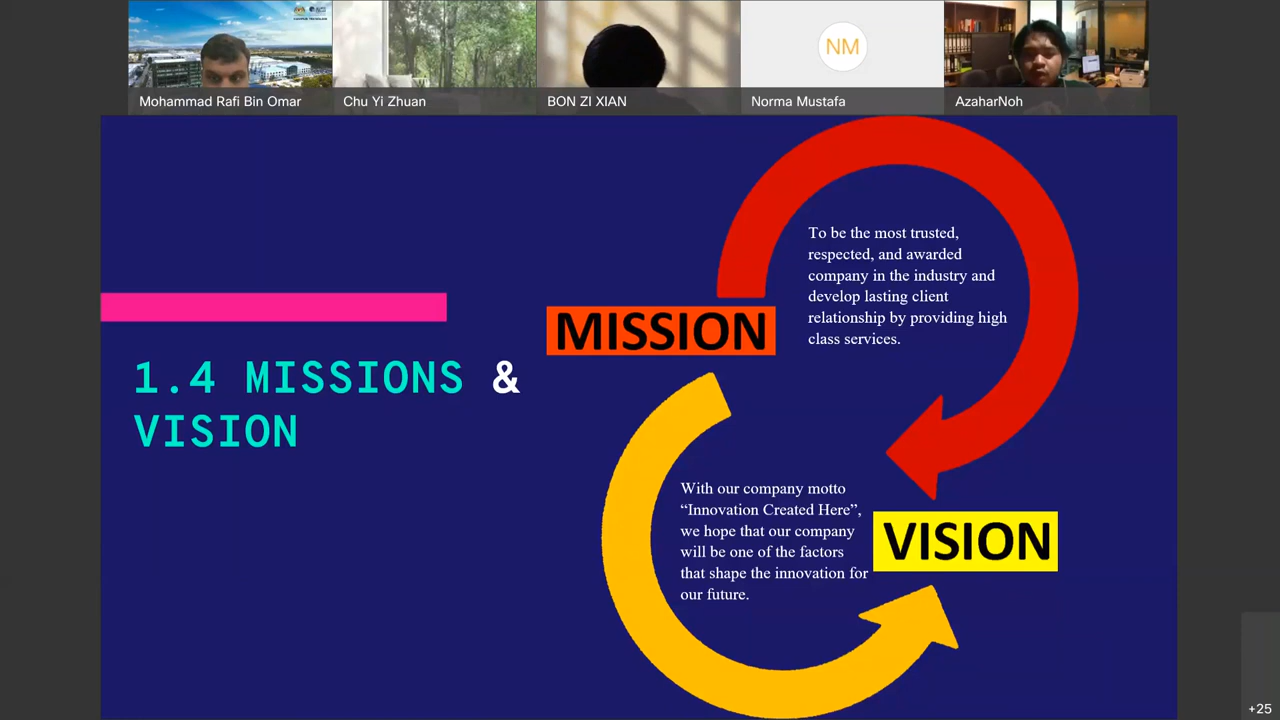 Mohammad Rafi Bin Omar
Chu Yi Zhuan
BON ZI XIAN
NM
Norma Mustafa
AzaharNoh
To be the most trusted,
respected, and awarded
company in the industry and
develop lasting client
relationship by providing high
class services.
MISSION
1.4 MISSIONS &
VISION
With our company motto
“Innovation Created Here”,
we hope that our company
will be one of the factors
that shape the innovation for
our future.
VISION
+25